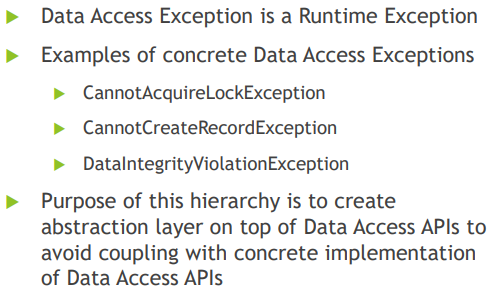 Data Access Exception is a Runtime Exception
Examples of concrete Data Access Exceptions
CannotAcquireLockException
CannotCreateRecordException
DataIntegrityViolationException
Purpose of this hierarchy is to create
abstraction layer on top of Data Access APIs to
avoid coupling with concrete implementation
of Data Access APIs